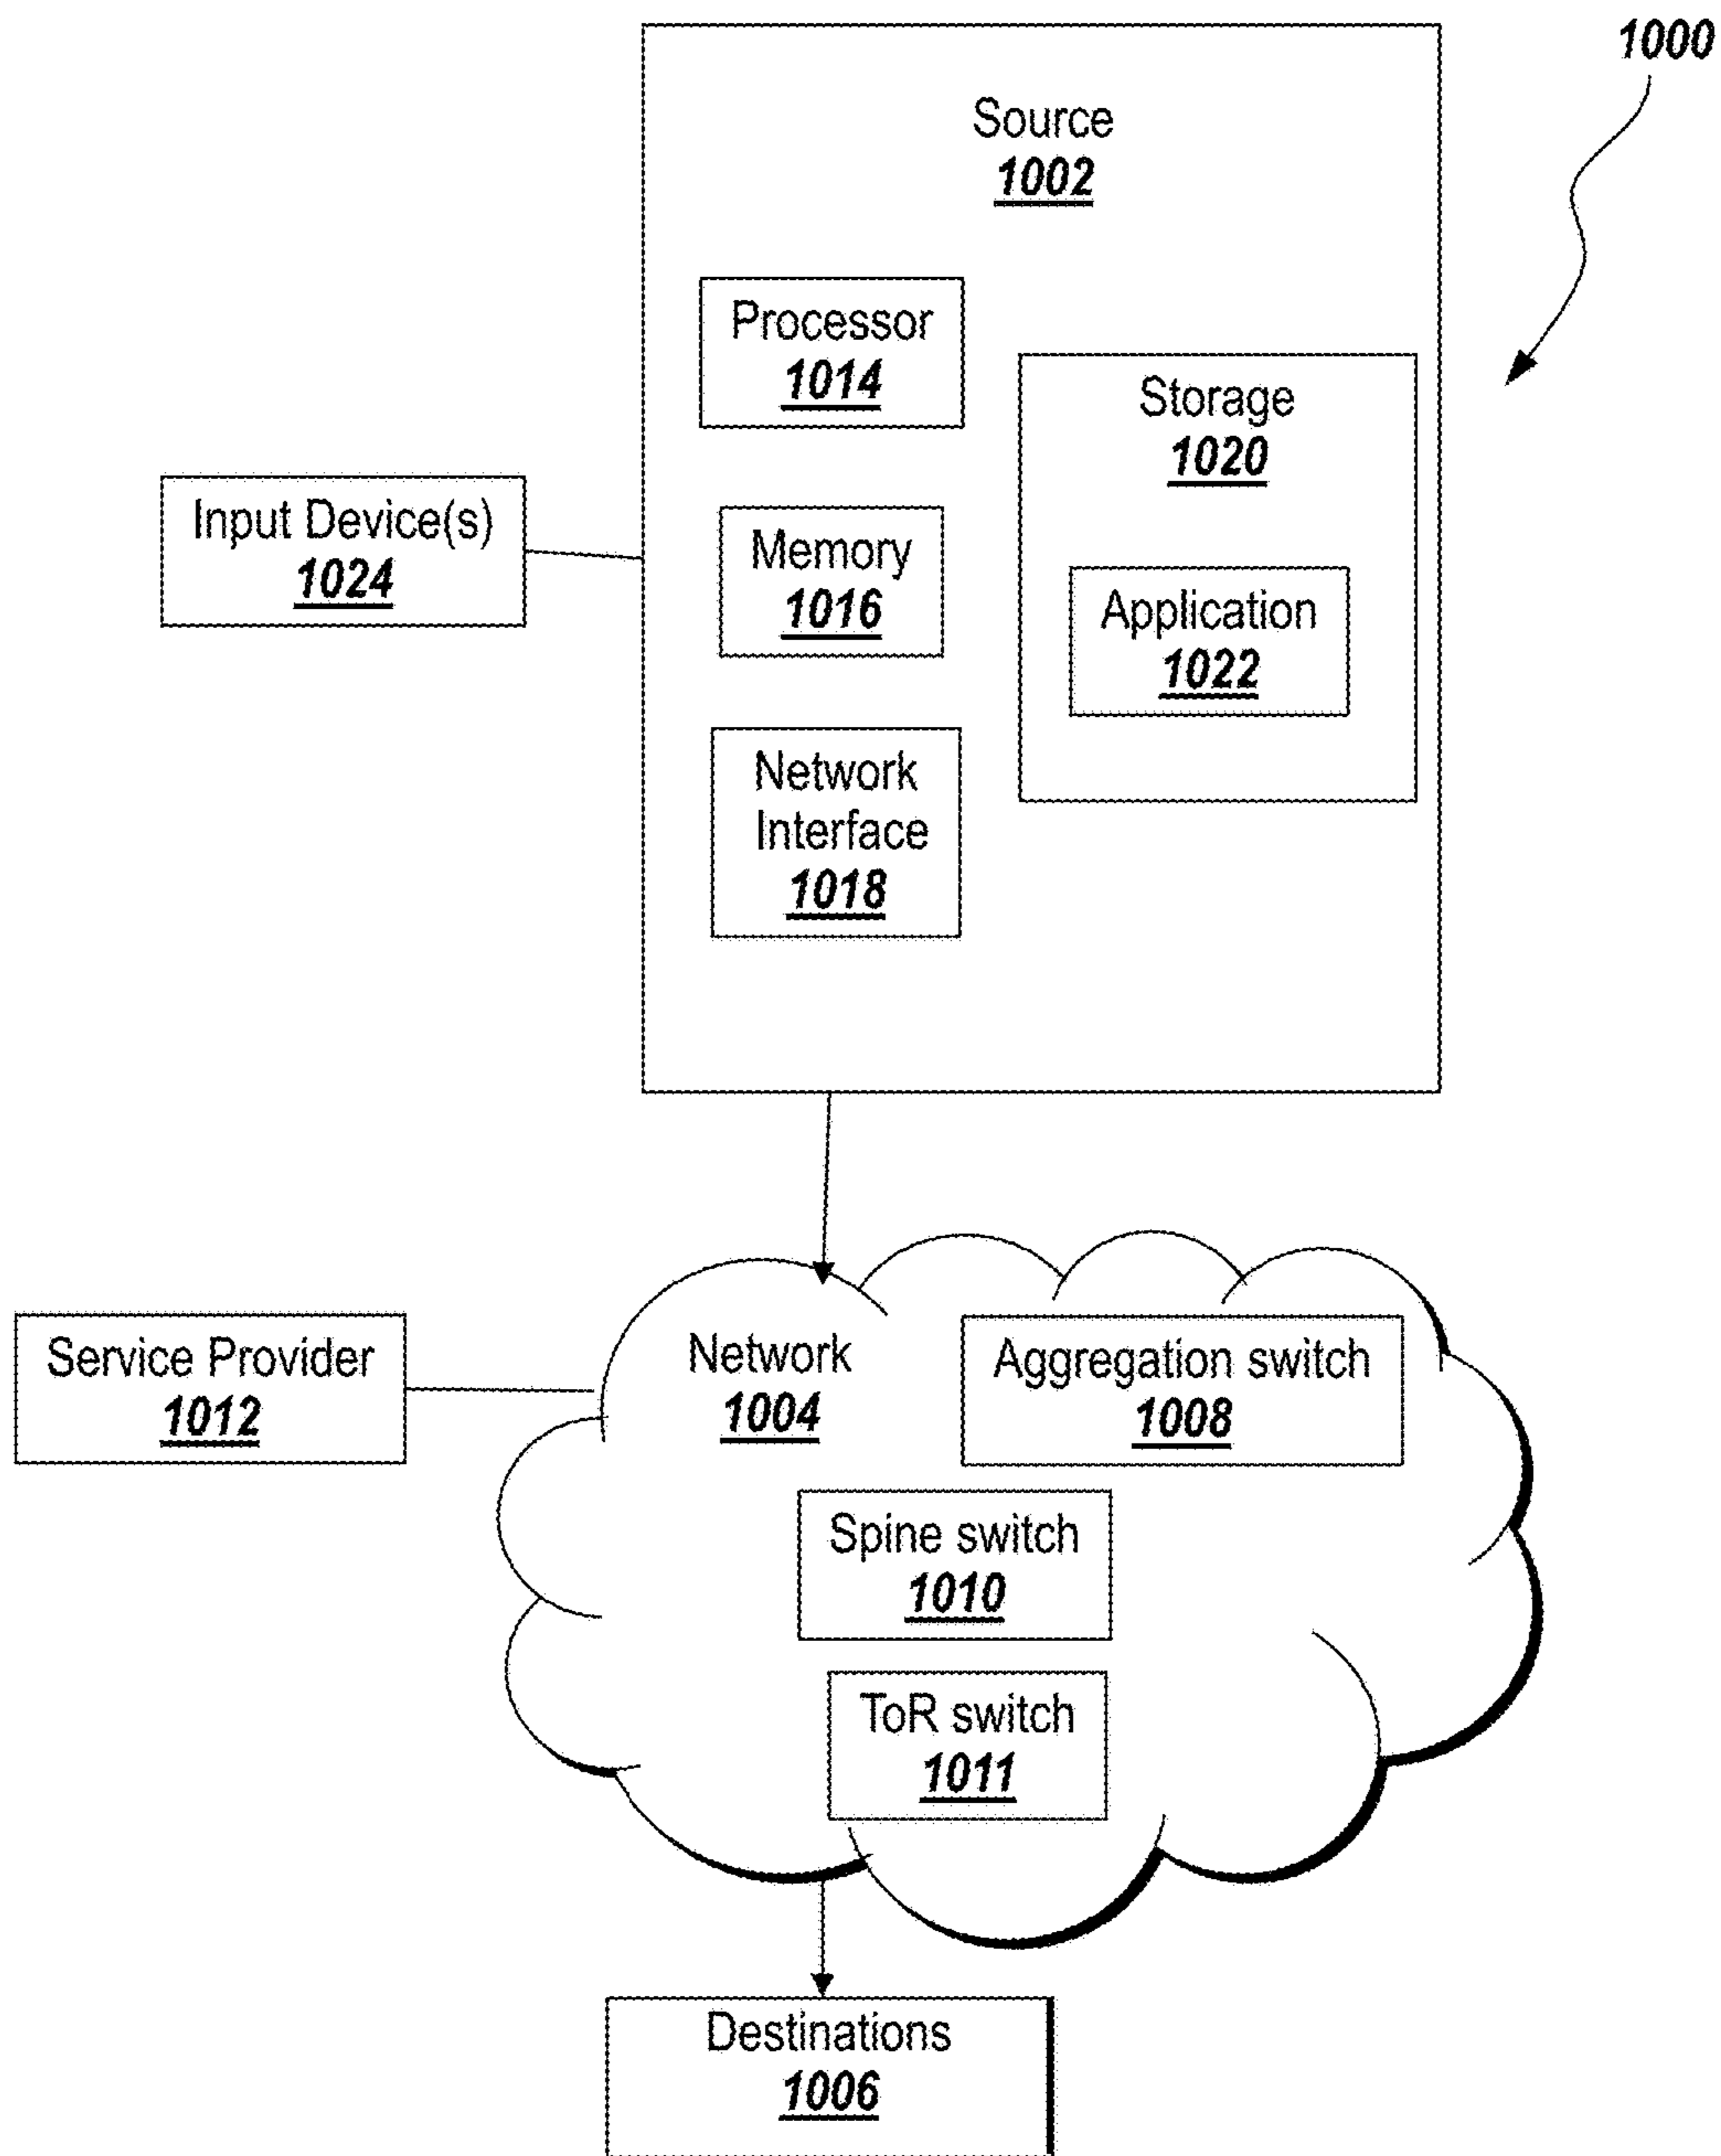 1000
Source
1002
Processor
1014
Storage
1020
Input Device(s)
1024
Memory
1016
Application
1022
Network
Interface
1018
Service Provider
1012
Network
1004
Aggregation switch
1008
Spine switch
1010
ToR switch
1011
Destinations
1006